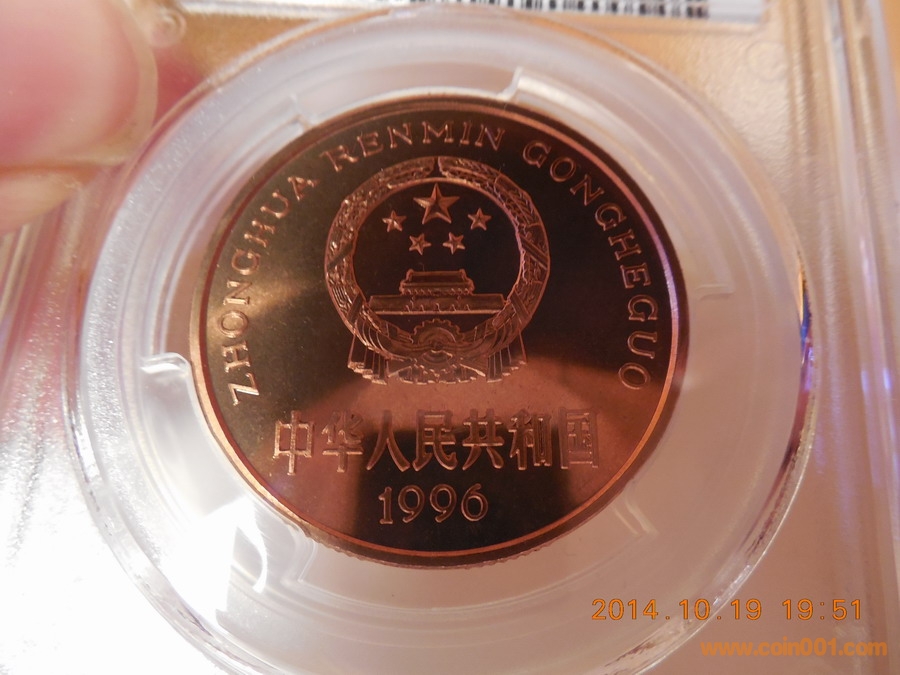 ZHONGHUA RENMIN GONGHEGUO
中华人民共和国
1996
2014.10.19 19:51
www.coin001.com